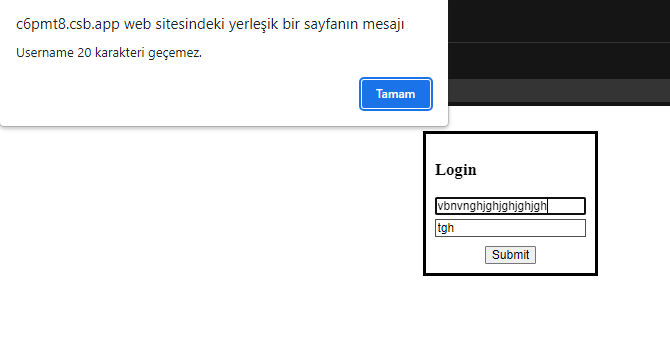 c6pmt8.csb.app web sitesindeki yerleşik bir sayfanın mesajı
Username 20 karakteri geçemez.
Tamam
Login
vbnvnghjghjghjghjgh
tgh
Submit